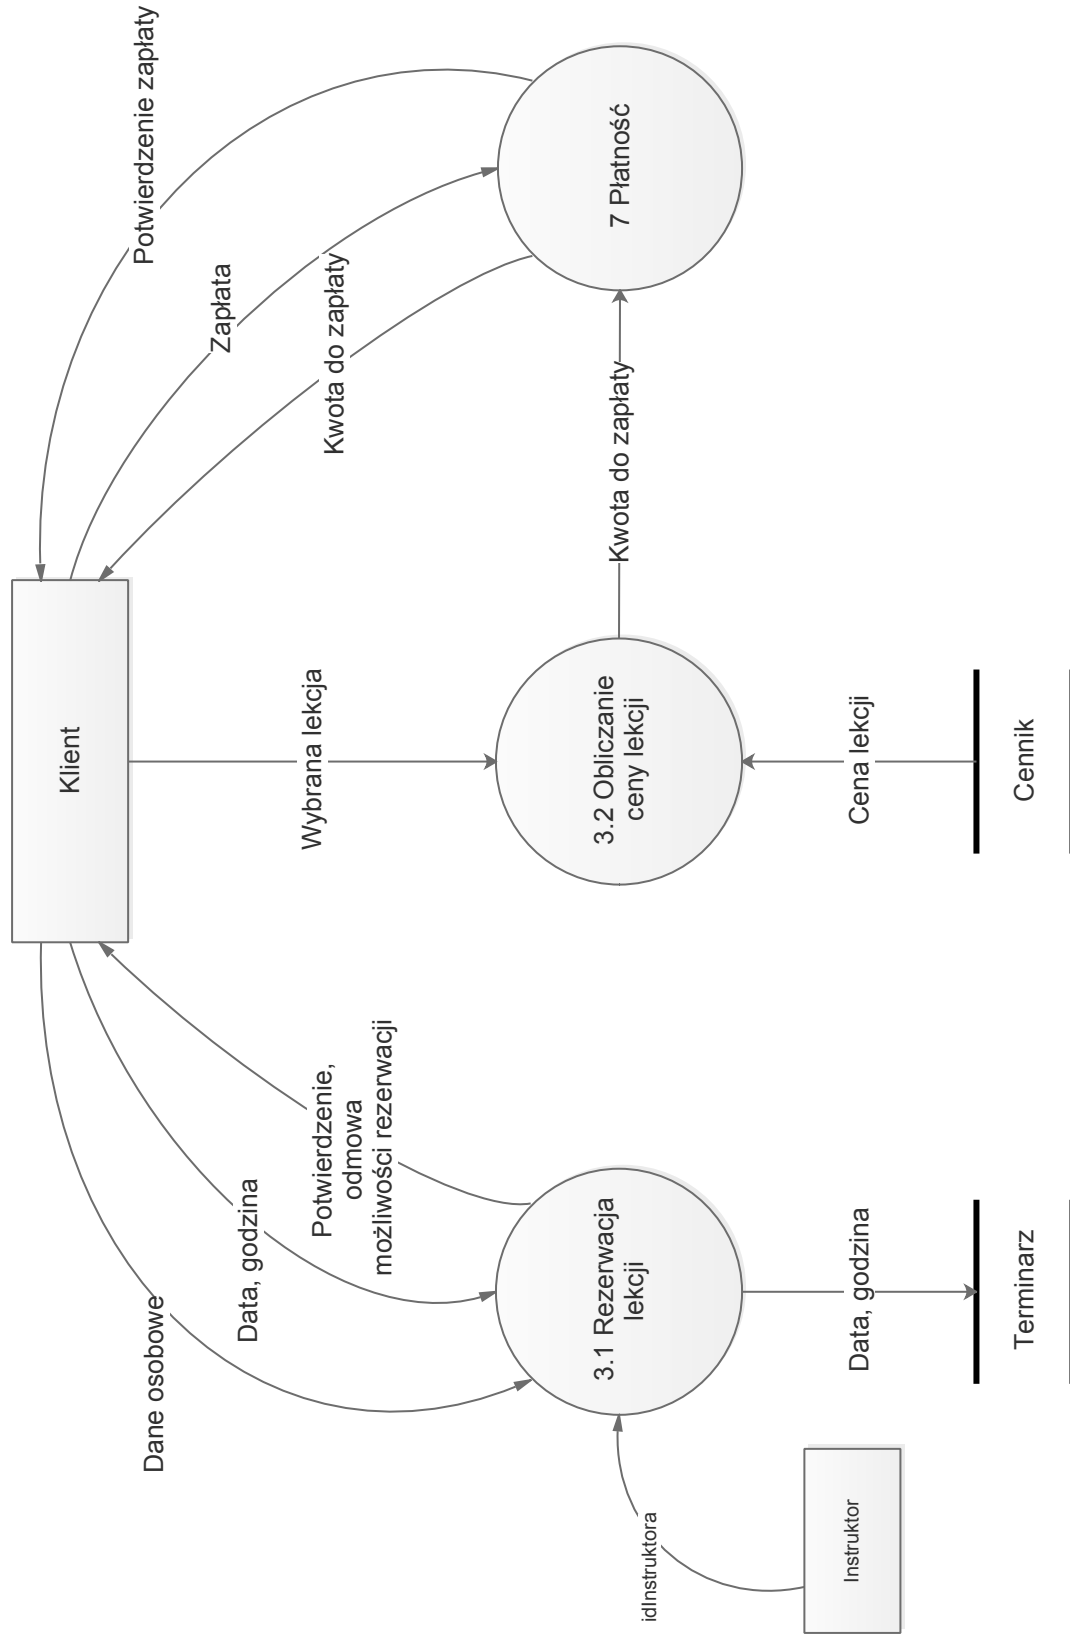 Klient
Dane osobowe
Data, godzina
Potwierdzenie,
odmowa
możliwości rezerwacji
Wybrana lekcja
Kwota do zapłaty
Zapłata
Potwierdzenie zapłaty
3.1 Rezerwacja
lekcji
3.2 Obliczanie
ceny lekcji
Kwota do zapłaty
7 Płatność
idInstruktora
Instruktor
Data, godzina
Cena lekcji
Terminarz
Cennik